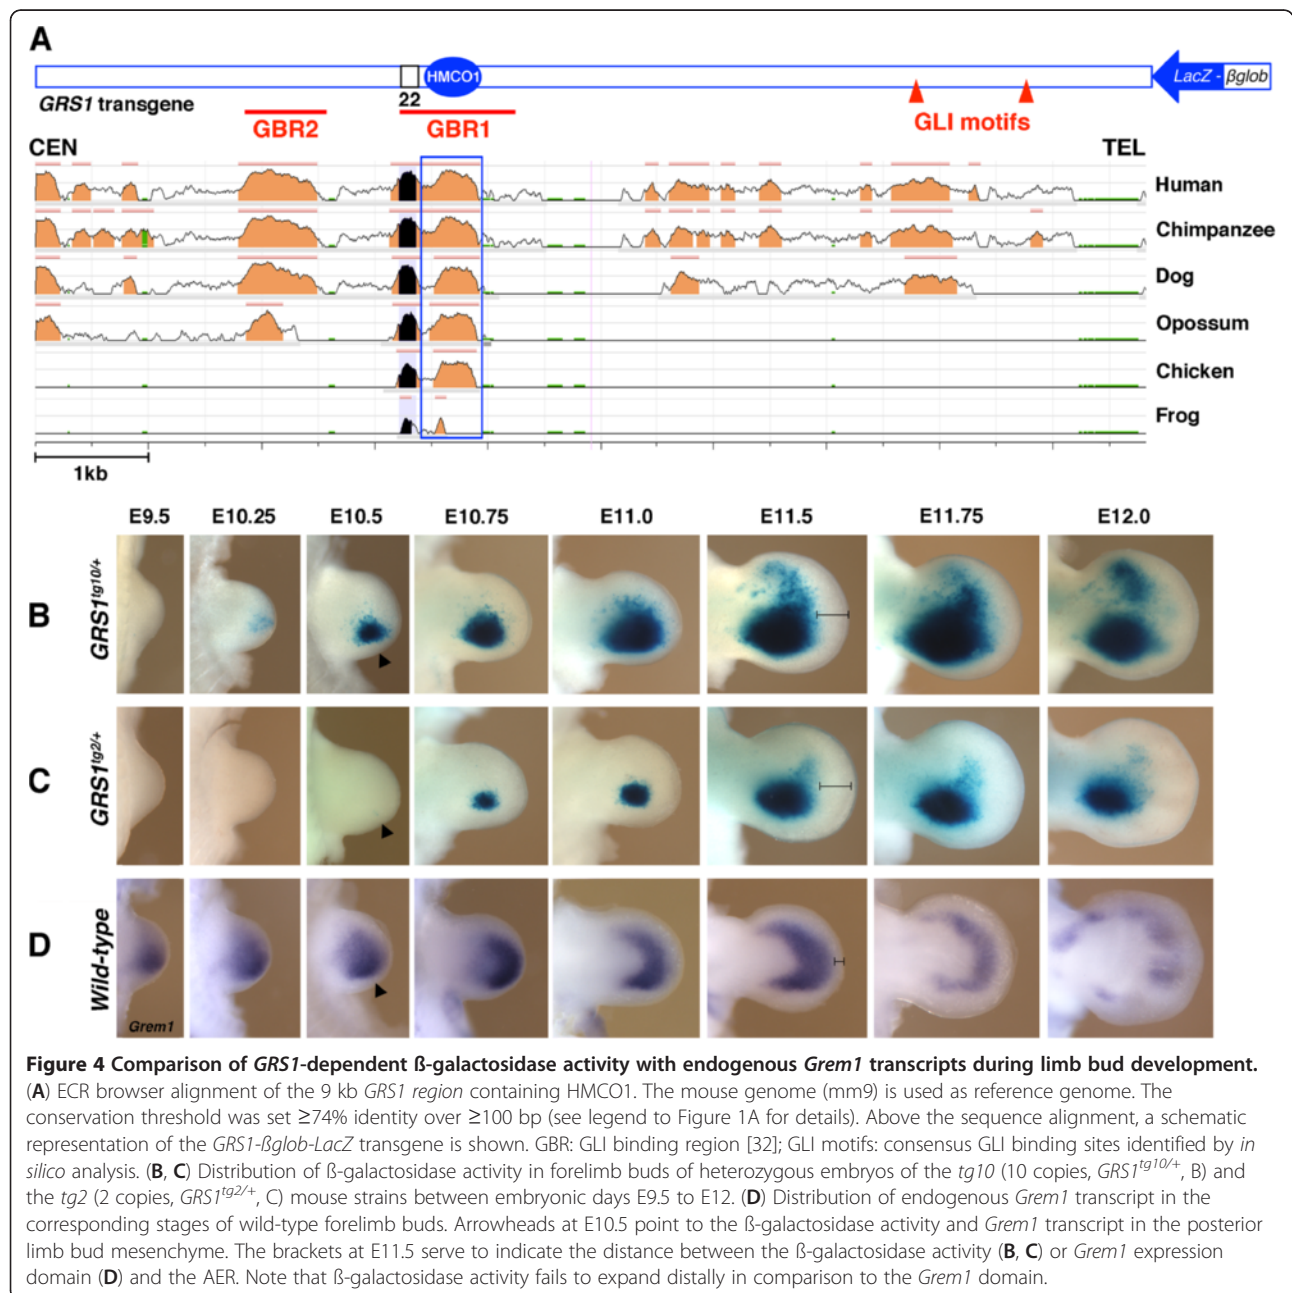 A
HMCO1
LacZ - βglob
GRS1 transgene
22
GBR2
GBR1
GLI motifs
CEN
TEL
Human
Chimpanzee
Dog
Opossum
Chicken
Frog
1kb
E9.5 E10.25 E10.5 E10.75 E11.0 E11.5 E11.75 E12.0
B
GRS1tg10/+
C
GRS1tg2/+
D
Wild-type
Grem1
Figure 4 Comparison of GRS1-dependent ß-galactosidase activity with endogenous Grem1 transcripts during limb bud development.
(A) ECR browser alignment of the 9 kb GRS1 region containing HMCO1. The mouse genome (mm9) is used as reference genome. The
conservation threshold was set ≥74% identity over ≥100 bp (see legend to Figure 1A for details). Above the sequence alignment, a schematic
representation of the GRS1-ßglob-LacZ transgene is shown. GBR: GLI binding region [32]; GLI motifs: consensus GLI binding sites identified by in
silico analysis. (B, C) Distribution of ß-galactosidase activity in forelimb buds of heterozygous embryos of the tg10 (10 copies, GRS1tg10/+, B) and
the tg2 (2 copies, GRS1tg2/+, C) mouse strains between embryonic days E9.5 to E12. (D) Distribution of endogenous Grem1 transcript in the
corresponding stages of wild-type forelimb buds. Arrowheads at E10.5 point to the ß-galactosidase activity and Grem1 transcript in the posterior
limb bud mesenchyme. The brackets at E11.5 serve to indicate the distance between the ß-galactosidase activity (B, C) or Grem1 expression
domain (D) and the AER. Note that ß-galactosidase activity fails to expand distally in comparison to the Grem1 domain.